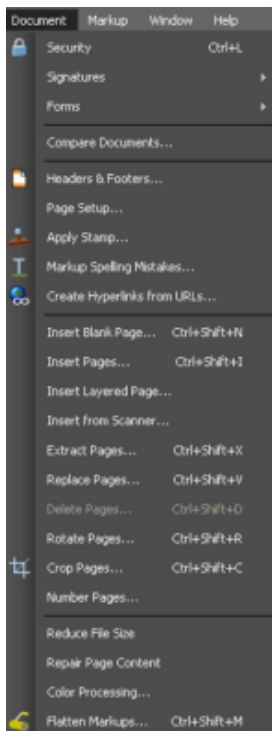 Document Markup Window Help
Security Ctrl+L
Signatures
Forms
Compare Documents...
Headers & Footers...
Page Setup...
Apply Stamp...
Markup Spelling Mistakes...
Create Hyperlinks from URLs...
Insert Blank Page... Ctrl+Shift+N
Insert Pages... Ctrl+Shift+I
Insert Layered Page...
Insert from Scanner...
Extract Pages... Ctrl+Shift+X
Replace Pages... Ctrl+Shift+V
Delete Pages... Ctrl+Shift+D
Rotate Pages... Ctrl+Shift+R
Crop Pages... Ctrl+Shift+C
Number Pages...
Reduce File Size
Repair Page Content
Color Processing...
Flatten Markups... Ctrl+Shift+M